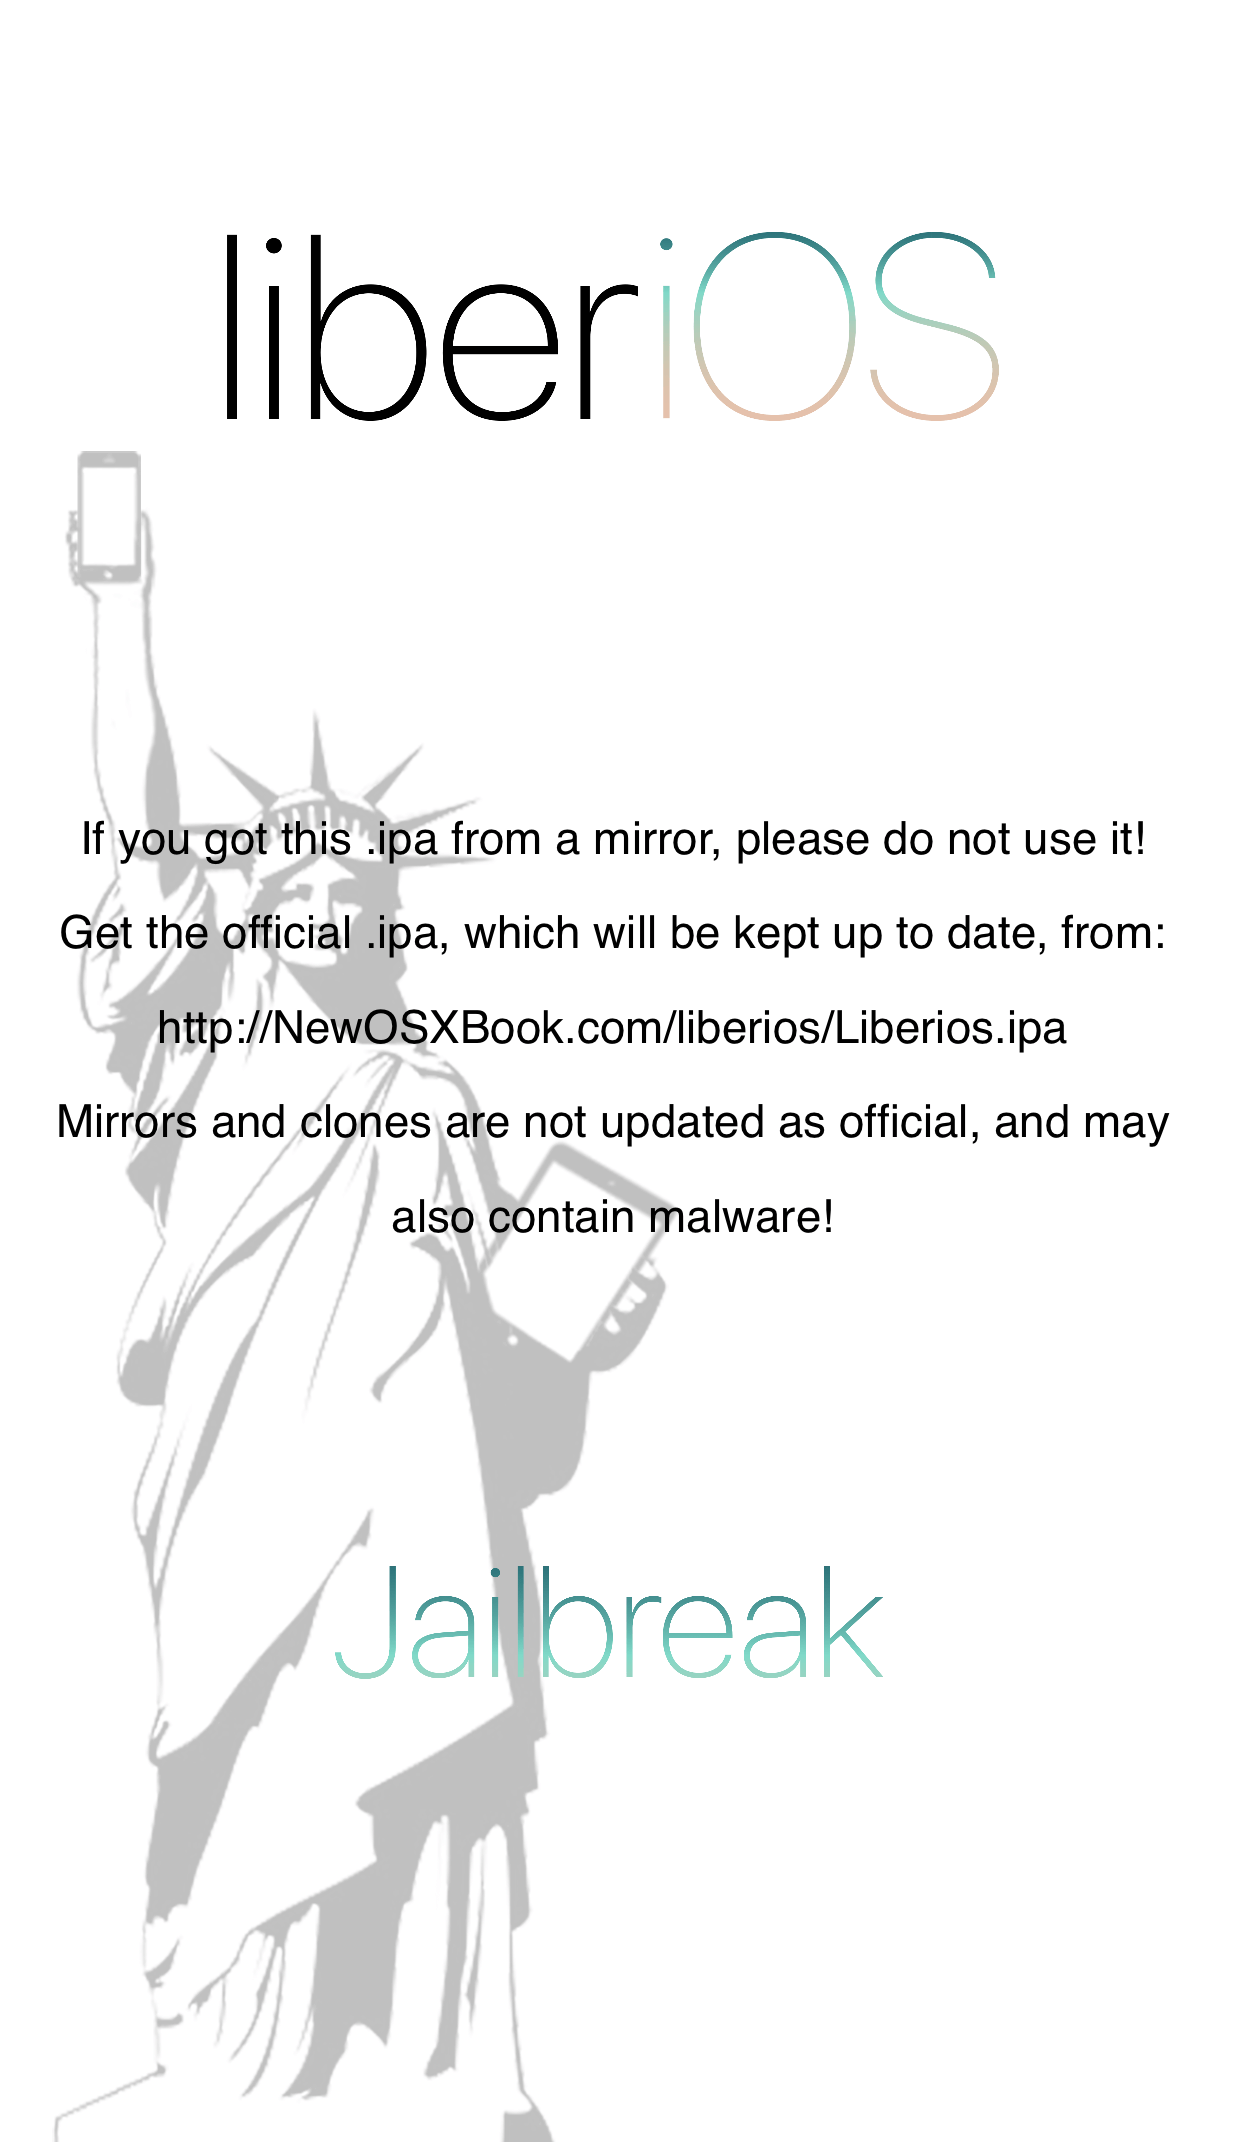 liberiOS
If you got this .ipa from a mirror, please do not use it!
Get the official .ipa, which will be kept up to date, from:
http://NewOSXBook.com/liberios/Liberios.ipa
Mirrors and clones are not updated as official, and may
also contain malware!
Jailbreak